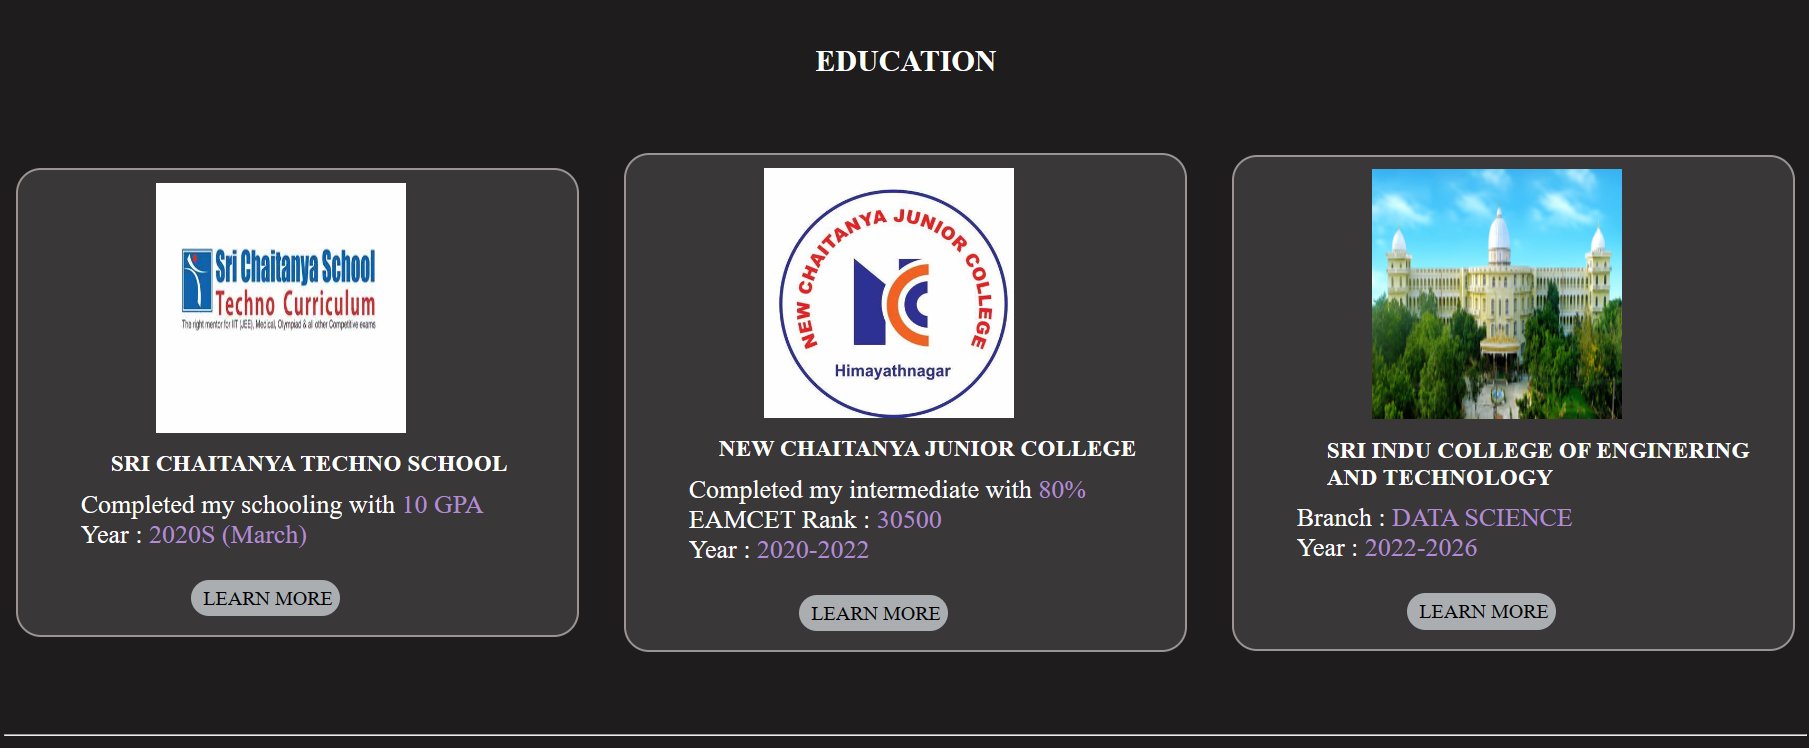 EDUCATION
Sri Chaitanya School
Techno Curriculum
The right mentor for IIT (JEE), Medical, Olympiad & all other Competitive exams
SRI CHAITANYA TECHNO SCHOOL
Completed my schooling with 10 GPA
Year : 2020S (March)
LEARN MORE
NEW CHAITANYA JUNIOR COLLEGE
Himayathnagar
NEW CHAITANYA JUNIOR COLLEGE
Completed my intermediate with 80%
EAMCET Rank : 30500
Year : 2020-2022
LEARN MORE
SRI INDU COLLEGE OF ENGINERING
AND TECHNOLOGY
Branch : DATA SCIENCE
Year : 2022-2026
LEARN MORE